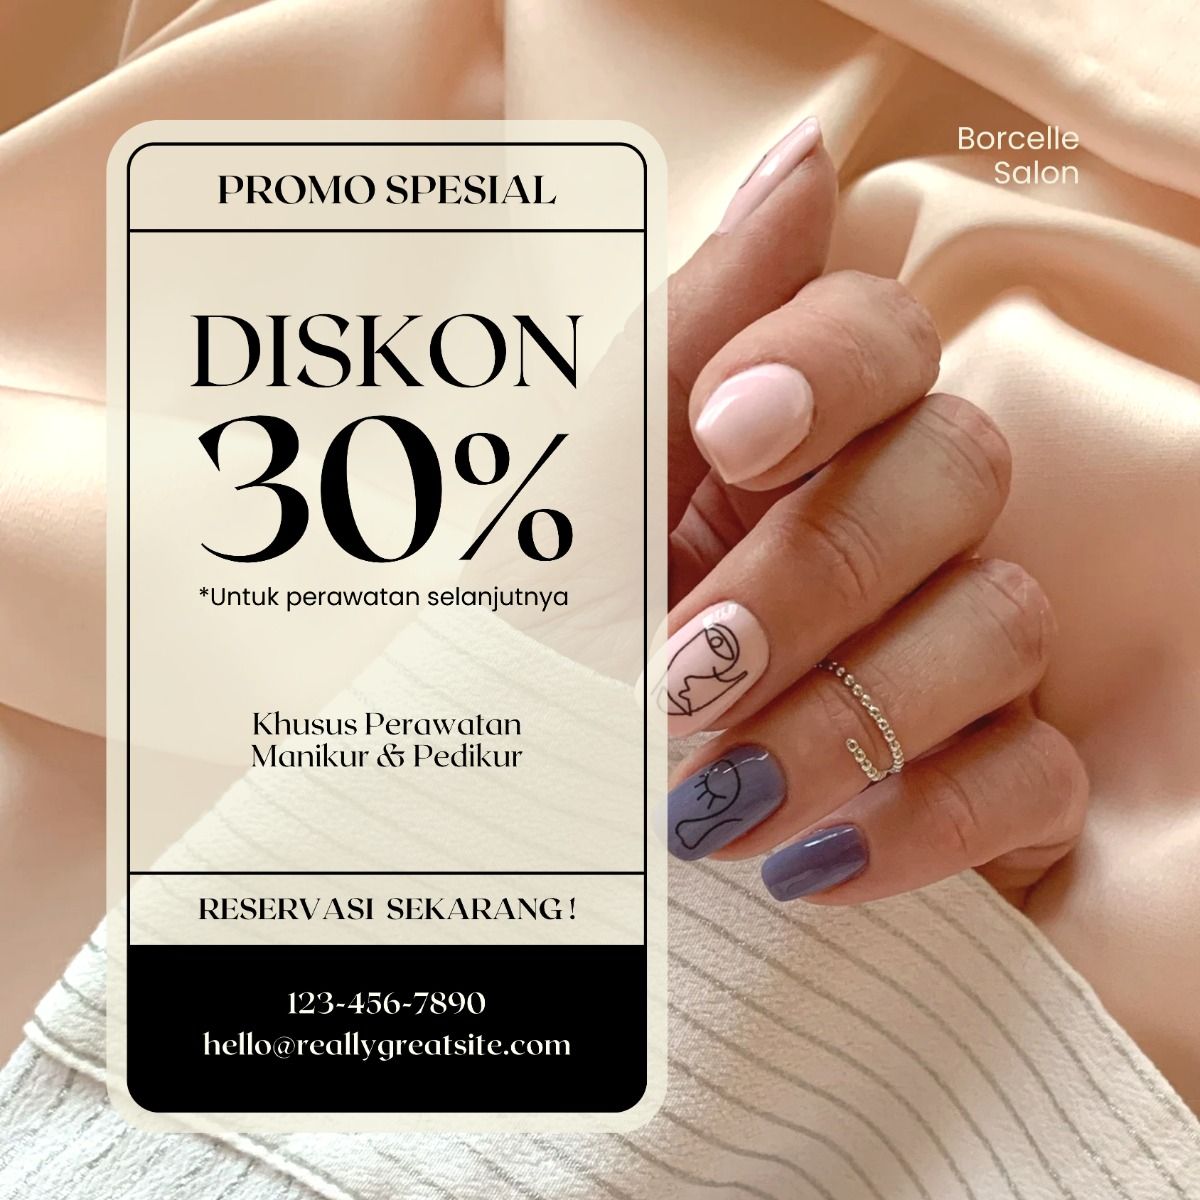 Borcelle
Salon
PROMO SPESIAL
DISKON
30%
*Untuk perawatan selanjutnya
Khusus Perawatan
Manikur & Pedikur
RESERVASI SEKARANG!
123-456-7890
hello@reallygreatsite.com